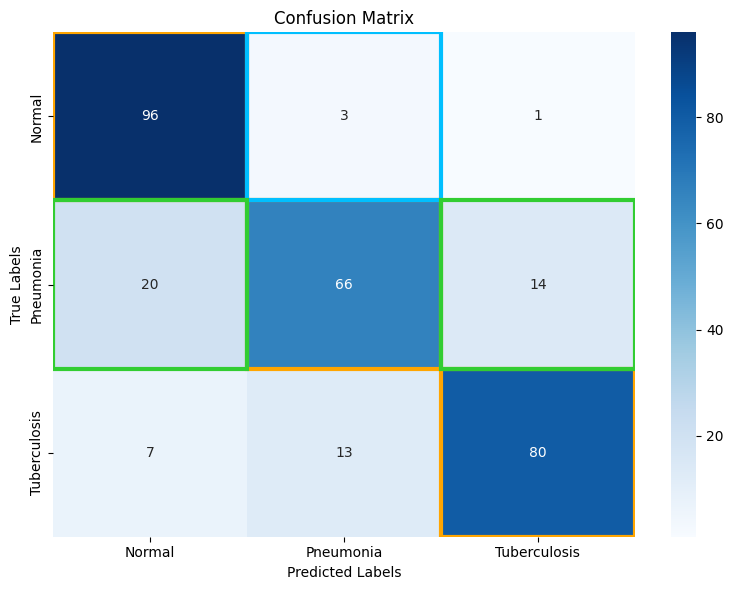 Confusion Matrix
True Labels
Normal
Pneumonia
Tuberculosis
96 3 1
20 66 14
7 13 80
Normal Pneumonia Tuberculosis
Predicted Labels
80
60
40
20